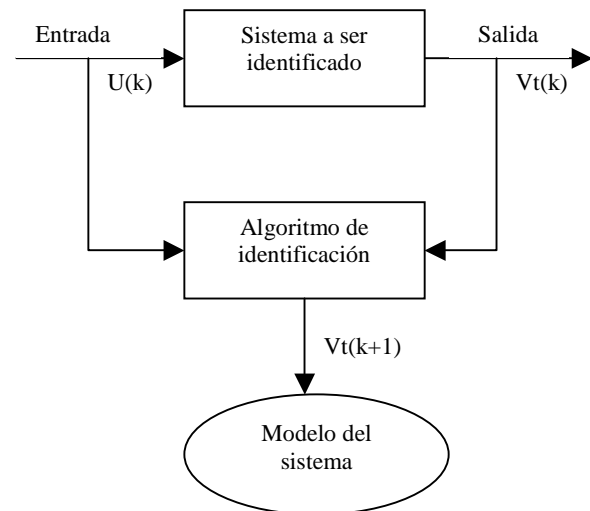 Entrada
Sistema a ser
identificado
Salida
U(k)
Vt(k)
Algoritmo de
identificación
Vt(k+1)
Modelo del
sistema